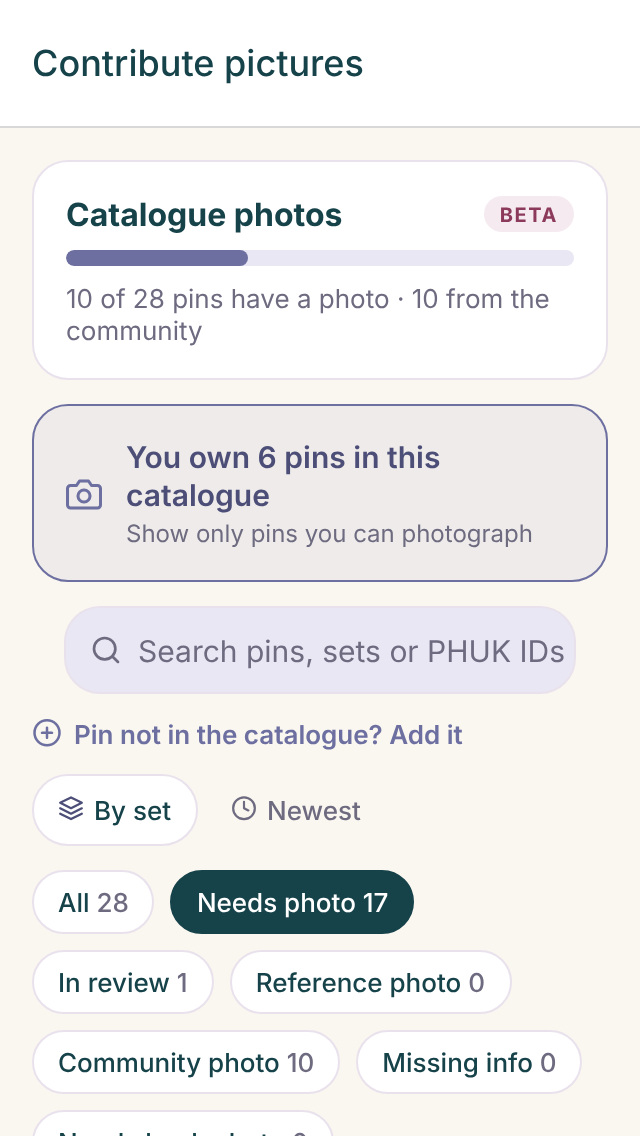 Contribute pictures
Catalogue photos
BETA
10 of 28 pins have a photo · 10 from the
community
You own 6 pins in this
catalogue
Show only pins you can photograph
Search pins, sets or PHUK IDs
Pin not in the catalogue? Add it
By set
Newest
All 28
Needs photo 17
In review 1
Reference photo 0
Community photo 10
Missing info 0